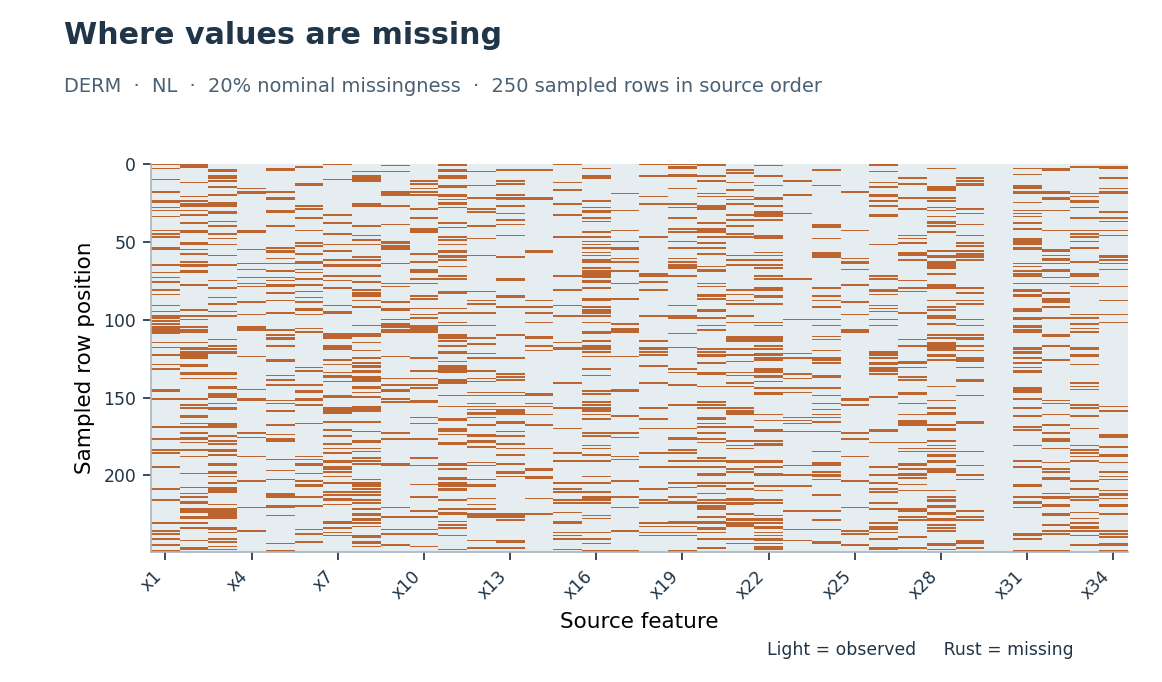 Where values are missing
DERM · NL · 20% nominal missingness · 250 sampled rows in source order
0
50
100
150
200
Sampled row position
x1 x4 x7 x10 x13 x16 x19 x22 x25 x28 x31 x34
Source feature
Light = observed Rust = missing